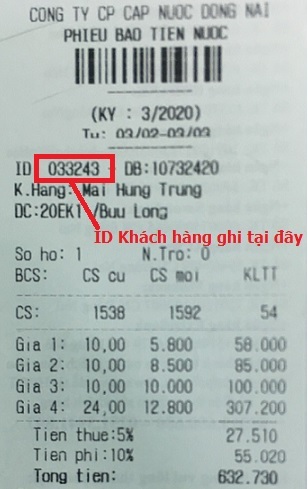 CONG TY CP CAP NUOC DONG NAI
PHIEU BAO TIEN NUOC
(KY : 3/2020)
Tu: 03/02-03/03
ID 033243 - DB:10732420
K.Hang: Mai Hung Trung
DC:20EK1 /Buu Long
ID Khách hàng ghi tại đây
So ho: 1 N.Tro: 0
BCS: CS cu CS moi KLTT
CS: 1538 1592 54
Gia 1: 10,00 5.800 58.000
Gia 2: 10,00 8.500 85.000
Gia 3: 10,00 10.000 100.000
Gia 4: 24,00 12.800 307.200
Tien thue:5% 27.510
Tien phi:10% 55.020
Tong tien: 632.730